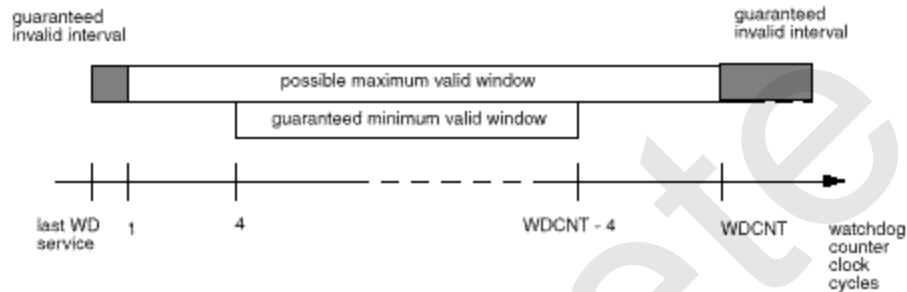 guaranteed
invalid interval
guaranteed
invalid interval
possible maximum valid window
guaranteed minimum valid window
last WD
service
1
4
WDCNT - 4
WDCNT
watchdog
counter
clock
cycles
ete